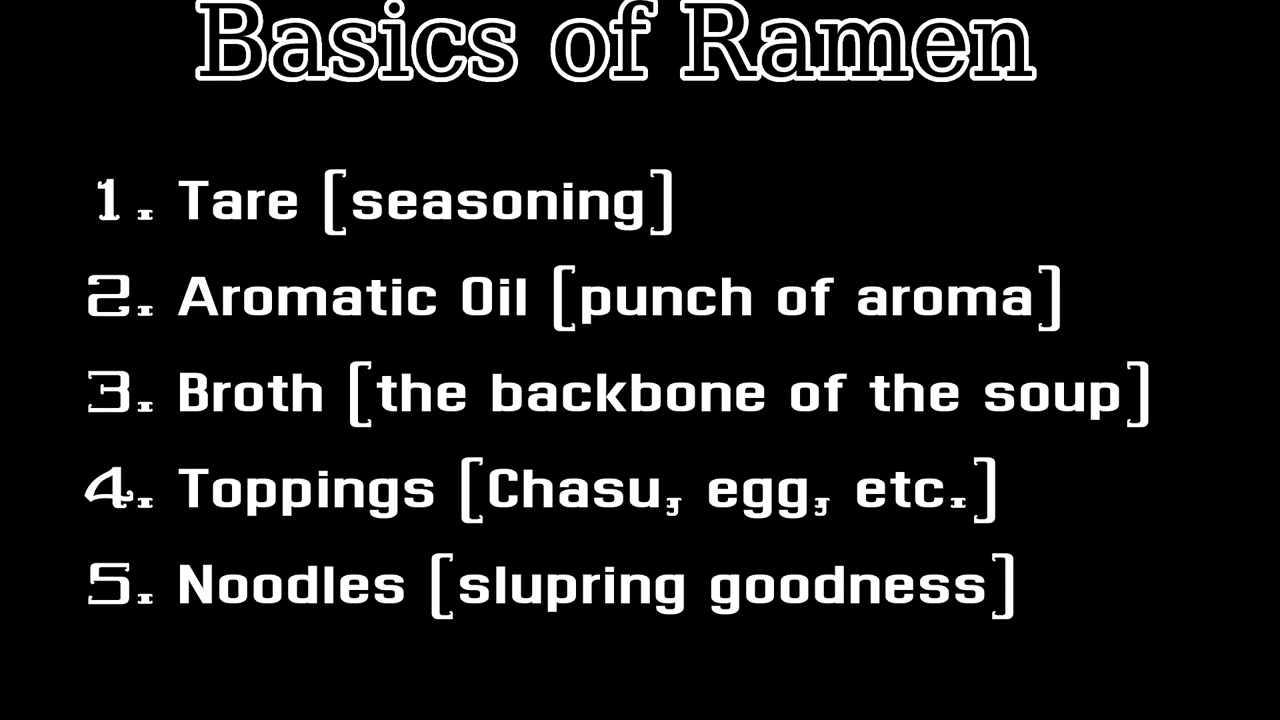 Basics of Ramen
1. Tare [seasoning]
2. Aromatic Oil [punch of aroma]
3. Broth [the backbone of the soup]
4. Toppings [Chasu, egg, etc.]
5. Noodles [slupring goodness]